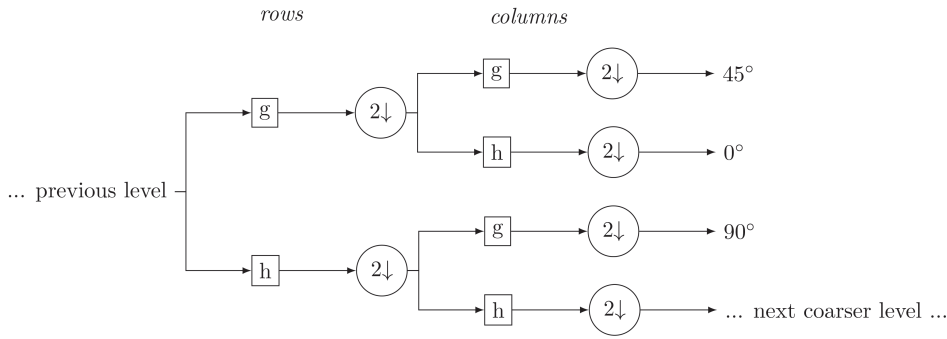 rows columns
g 2↓ 45°
g 2↓
h 2↓ 0°
... previous level
g 2↓ 90°
h 2↓
h 2↓ ... next coarser level ...